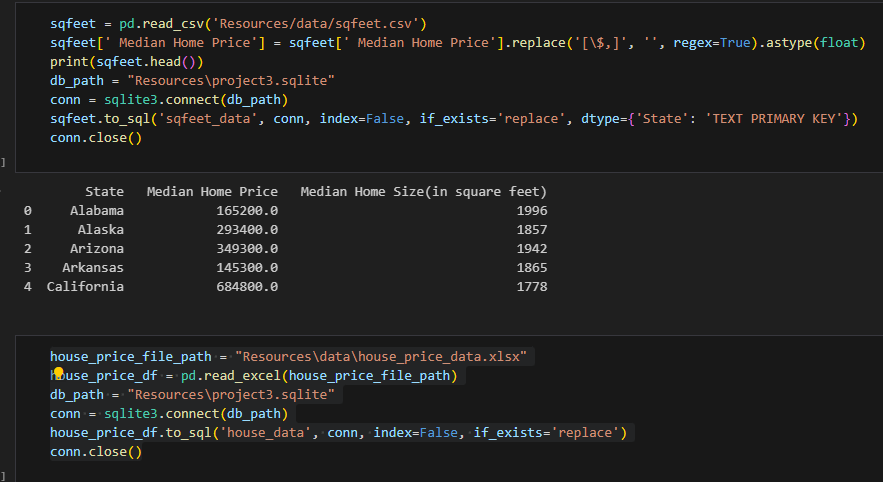 sqfeet = pd.read_csv('Resources/data/sqfeet.csv')
sqfeet[' Median Home Price'] = sqfeet[' Median Home Price'].replace('[\$,]', '', regex=True).astype(float)
print(sqfeet.head())
db_path = "Resources\project3.sqlite"
conn = sqlite3.connect(db_path)
sqfeet.to_sql('sqfeet_data', conn, index=False, if_exists='replace', dtype={'State': 'TEXT PRIMARY KEY'})
conn.close()
]
State Median Home Price Median Home Size(in square feet)
0 Alabama 165200.0 1996
1 Alaska 293400.0 1857
2 Arizona 349300.0 1942
3 Arkansas 145300.0 1865
4 California 684800.0 1778
house_price_file_path = "Resources\data\house_price_data.xlsx"
house_price_df = pd.read_excel(house_price_file_path)
db_path = "Resources\project3.sqlite"
conn = sqlite3.connect(db_path)
house_price_df.to_sql('house_data', conn, index=False, if_exists='replace')
conn.close()
]